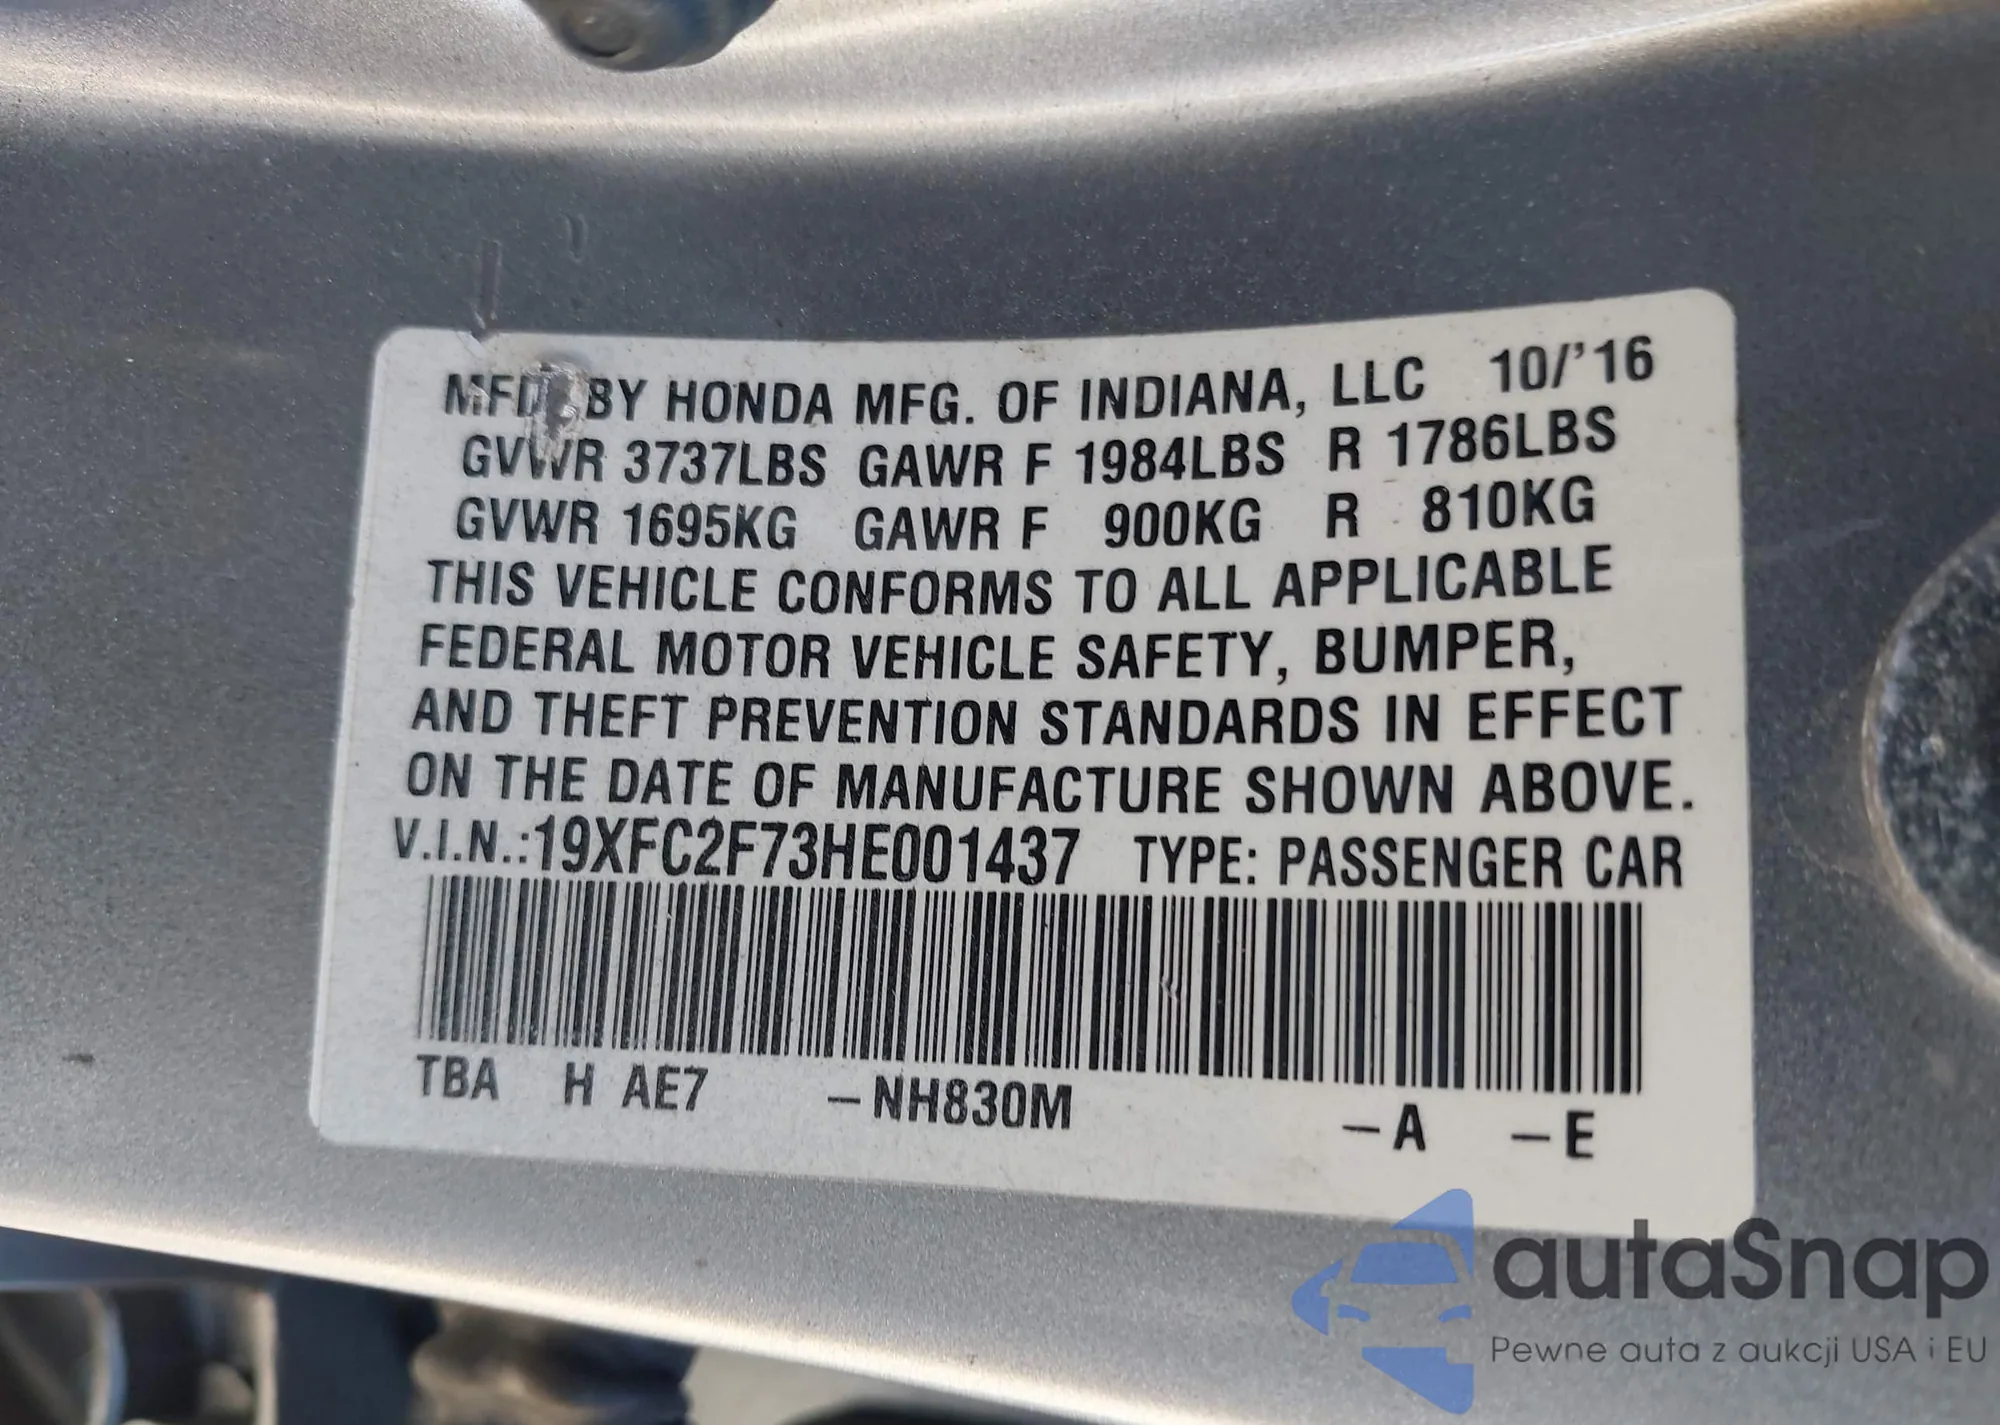 MFD. BY HONDA MFG. OF INDIANA, LLC 10/'16
GVWR 3737LBS GAWR F 1984LBS R 1786LBS
GVWR 1695KG GAWR F 900KG R 810KG
THIS VEHICLE CONFORMS TO ALL APPLICABLE
FEDERAL MOTOR VEHICLE SAFETY, BUMPER,
AND THEFT PREVENTION STANDARDS IN EFFECT
ON THE DATE OF MANUFACTURE SHOWN ABOVE.
V.I.N.:19XFC2F73HE001437 TYPE: PASSENGER CAR
TBA H AE7 –NH830M –A –E
autaSnap
Pewne auta z aukcji USA i EU